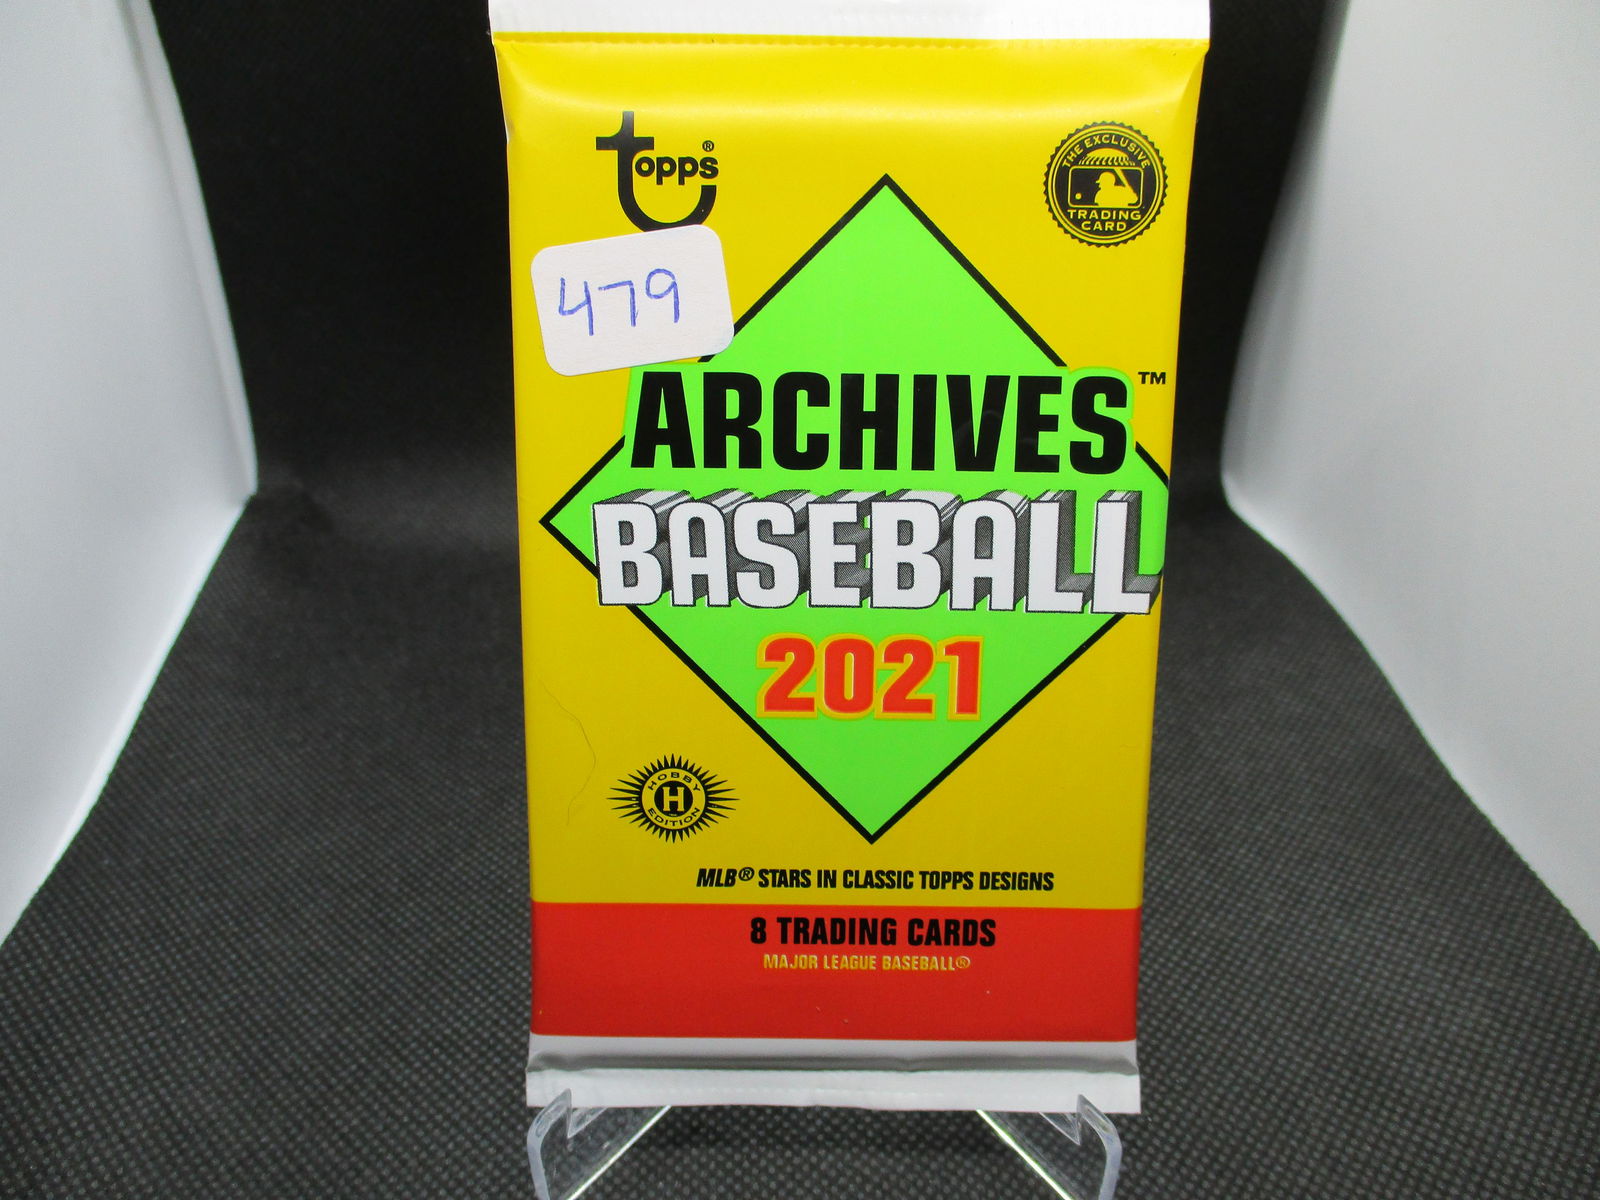 Topps®
THE EXCLUSIVE
TRADING
CARD
479
ARCHIVES™
BASEBALL
2021
HOBBY
H
EDITION
MLB® STARS IN CLASSIC TOPPS DESIGNS
8 TRADING CARDS
MAJOR LEAGUE BASEBALL®